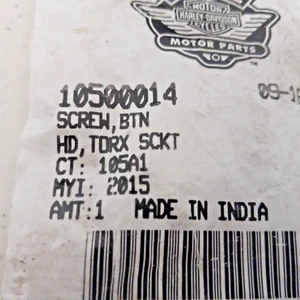 MOTOR
HARLEY-DAVIDSON
CYCLES
MOTOR PARTS
10500014
09-1
SCREW,BTN
HD,TORX SCKT
CT: 105A1
MYI: 2015
AMT:1 MADE IN INDIA